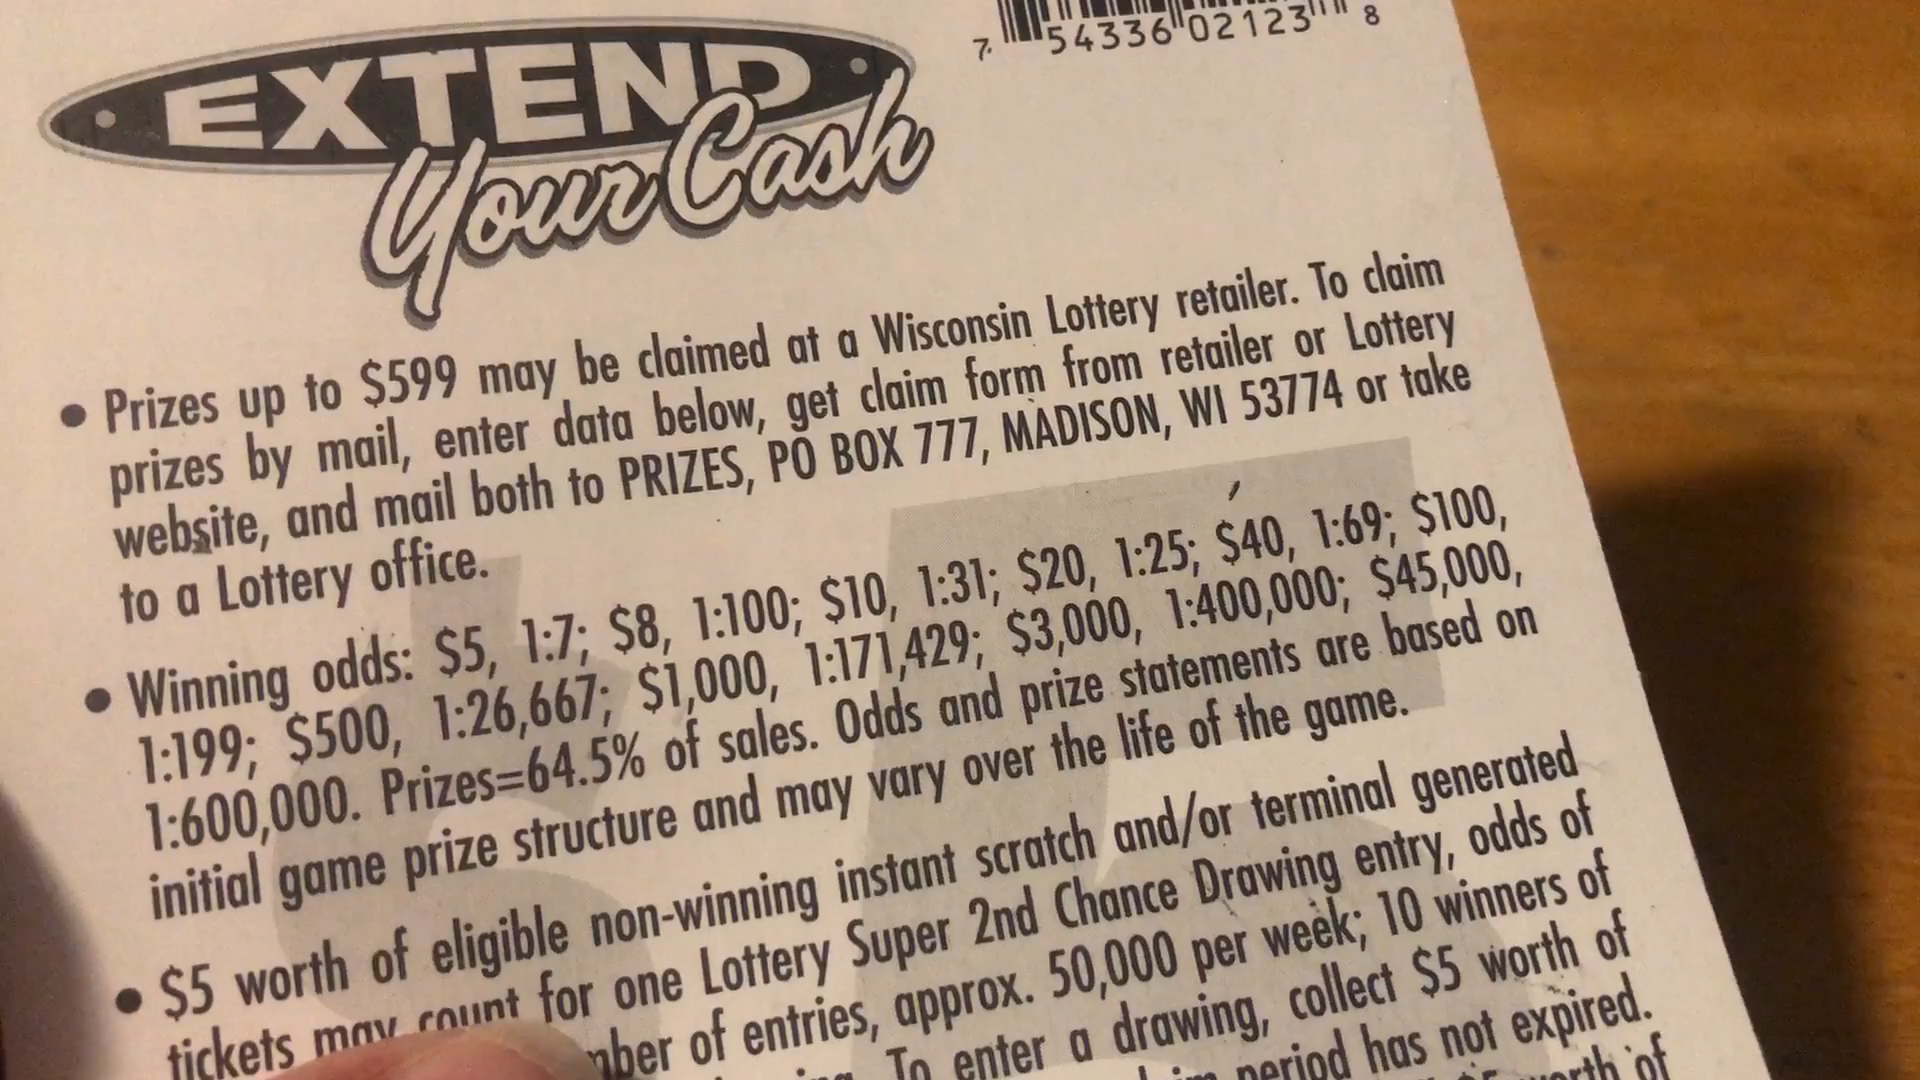 7 54336 02123 8
EXTEND
Your Cash
• Prizes up to $599 may be claimed at a Wisconsin Lottery retailer. To claim
prizes by mail, enter data below, get claim form from retailer or Lottery
website, and mail both to PRIZES, PO BOX 777, MADISON, WI 53774 or take
to a Lottery office.
• Winning odds: $5, 1:7; $8, 1:100; $10, 1:31; $20, 1:25; $40, 1:69; $100,
1:199; $500, 1:26,667; $1,000, 1:171,429; $3,000, 1:400,000; $45,000,
1:600,000. Prizes=64.5% of sales. Odds and prize statements are based on
initial game prize structure and may vary over the life of the game.
• $5 worth of eligible non-winning instant scratch and/or terminal generated
tickets may count for one Lottery Super 2nd Chance Drawing entry, odds of
of entries, approx. 50,000 per week; 10 winners of
To enter a drawing, collect $5 worth of
period has not expired.
worth of